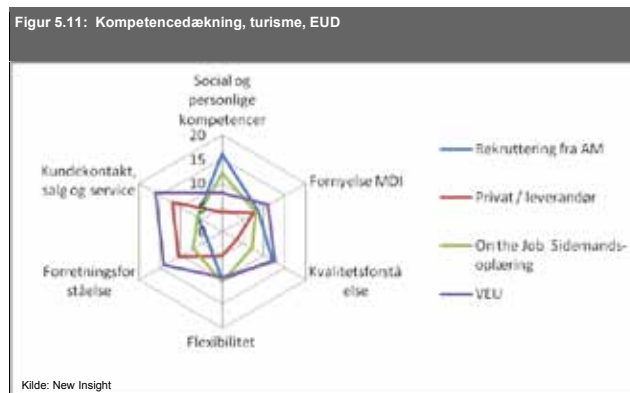 Figur 5.11: Kompetencedækning, turisme, EUD
Social og
personlige
kompetencer
20
15
10
Kundekontakt,
salg og service
Fornyelse MDI
Forretningsfor
ståelse
Kvalitetsforstå
else
Flexibilitet
Rekruttering fra AM
Privat / leverandør
On the Job Sidemands-
oplæring
VEU
Kilde: New Insight